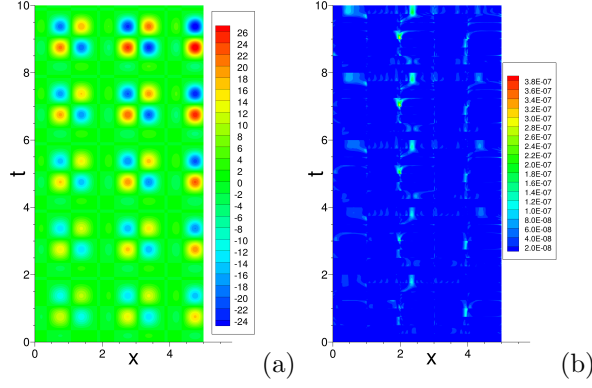 10
8
6
4
2
0
t
0
2
4
X
26
24
22
20
18
16
14
12
10
8
6
4
2
0
-2
-4
-6
-8
-10
-12
-14
-16
-18
-20
-22
-24
(a)
10
8
6
4
2
0
t
0
2
4
X
3.8E-07
3.6E-07
3.4E-07
3.2E-07
3.0E-07
2.8E-07
2.6E-07
2.4E-07
2.2E-07
2.0E-07
1.8E-07
1.6E-07
1.4E-07
1.2E-07
1.0E-07
8.0E-08
6.0E-08
4.0E-08
2.0E-08
(b)